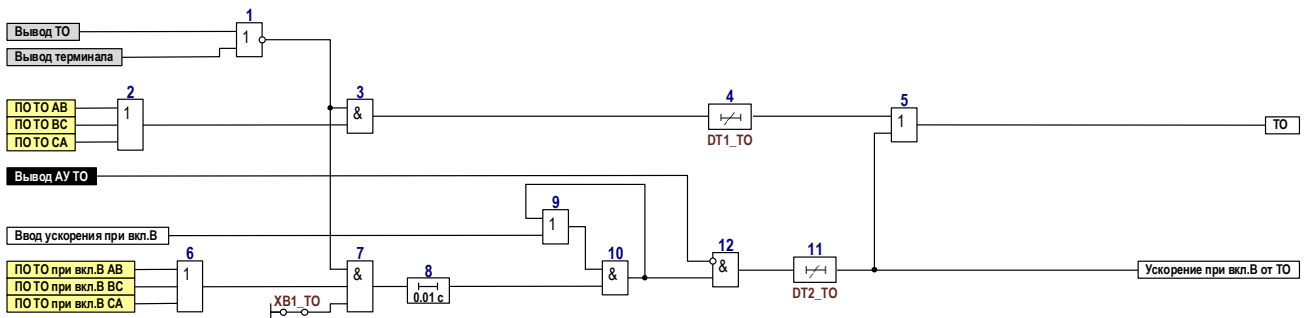 1
Вывод ТО
1
Вывод терминала
2
3
4
5
ПО ТО АВ
1
&
1
ПО ТО ВС
ТО
ПО ТО СА
DT1_ТО
Вывод АУ ТО
9
1
Ввод ускорения при вкл.В
6
7
10
12
11
ПО ТО при вкл.В АВ
1
&
8
&
&
Ускорение при вкл.В от ТО
ПО ТО при вкл.В ВС
0.01 с
DT2_ТО
ПО ТО при вкл.В СА
XB1_ТО